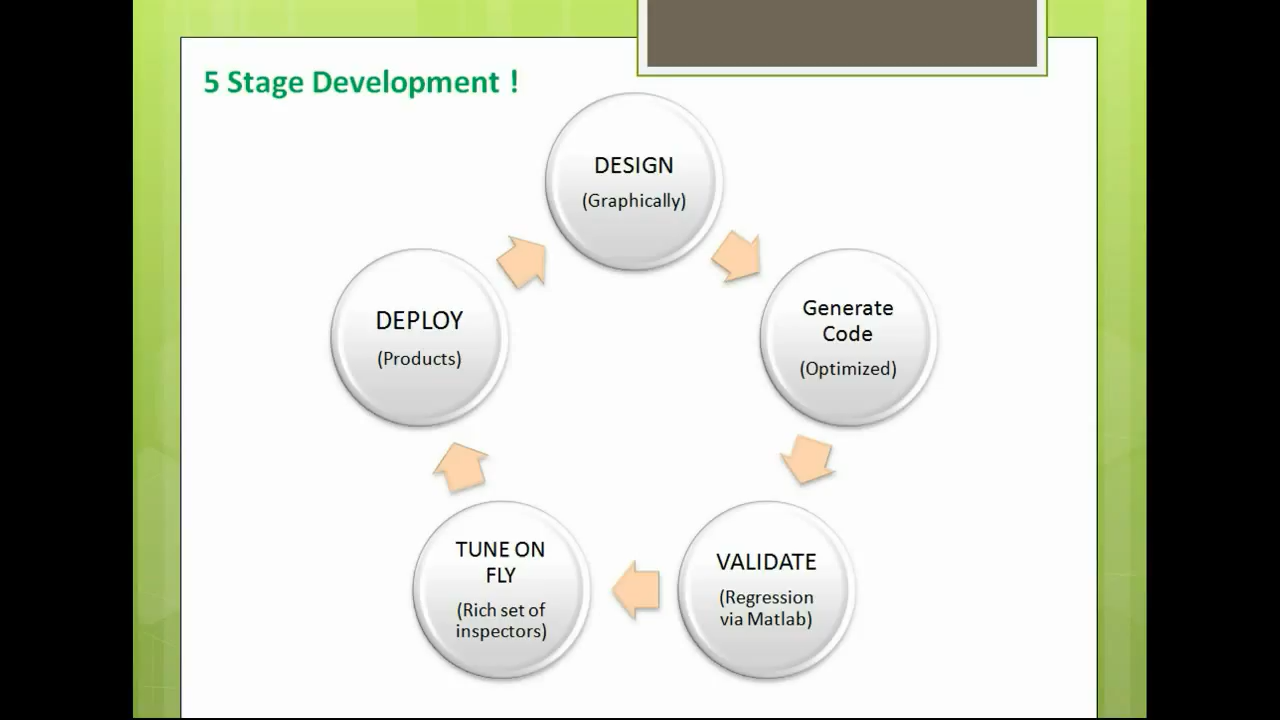 5 Stage Development !
DESIGN
(Graphically)
Generate
Code
(Optimized)
VALIDATE
(Regression
via Matlab)
TUNE ON
FLY
(Rich set of
inspectors)
DEPLOY
(Products)